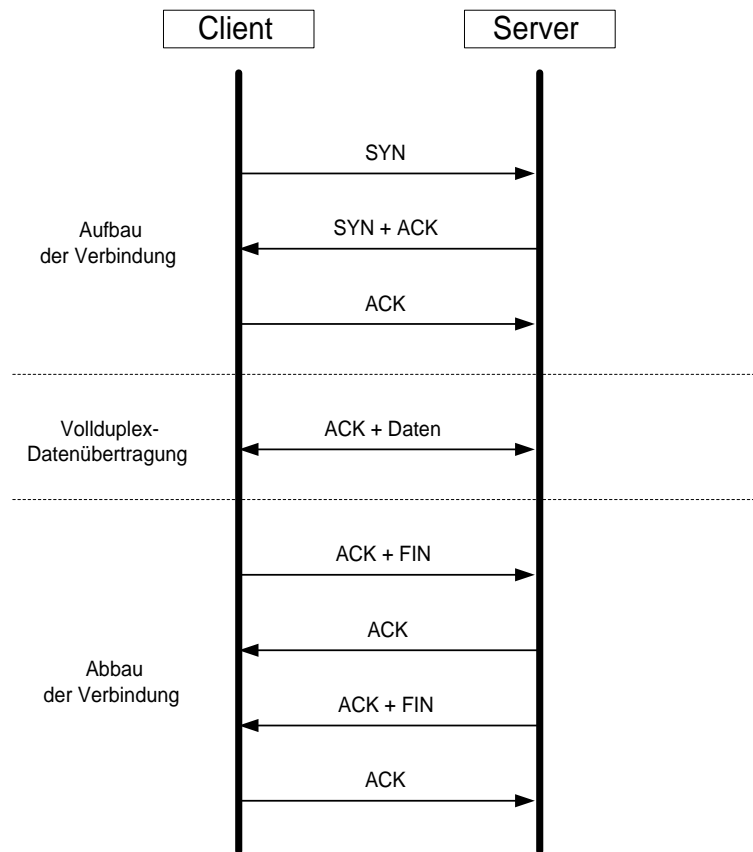 Client
Server
SYN
Aufbau
der Verbindung
SYN + ACK
ACK
Vollduplex-
Datenübertragung
ACK + Daten
ACK + FIN
ACK
Abbau
der Verbindung
ACK + FIN
ACK